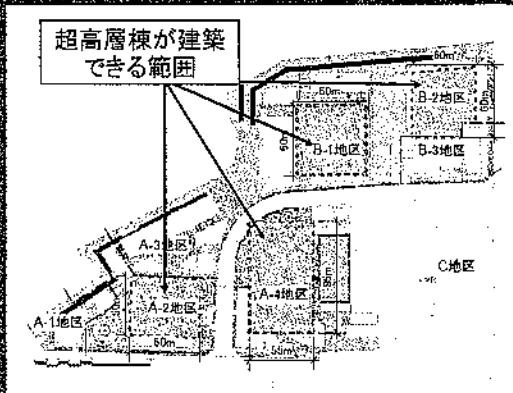 超高層棟が建築
できる範囲
60m
60m
B-2地区
60m
60m
B-1地区
B-3地区
A-3地区
C地区
A-4地区
A-2地区
A-1地区
60m
55m